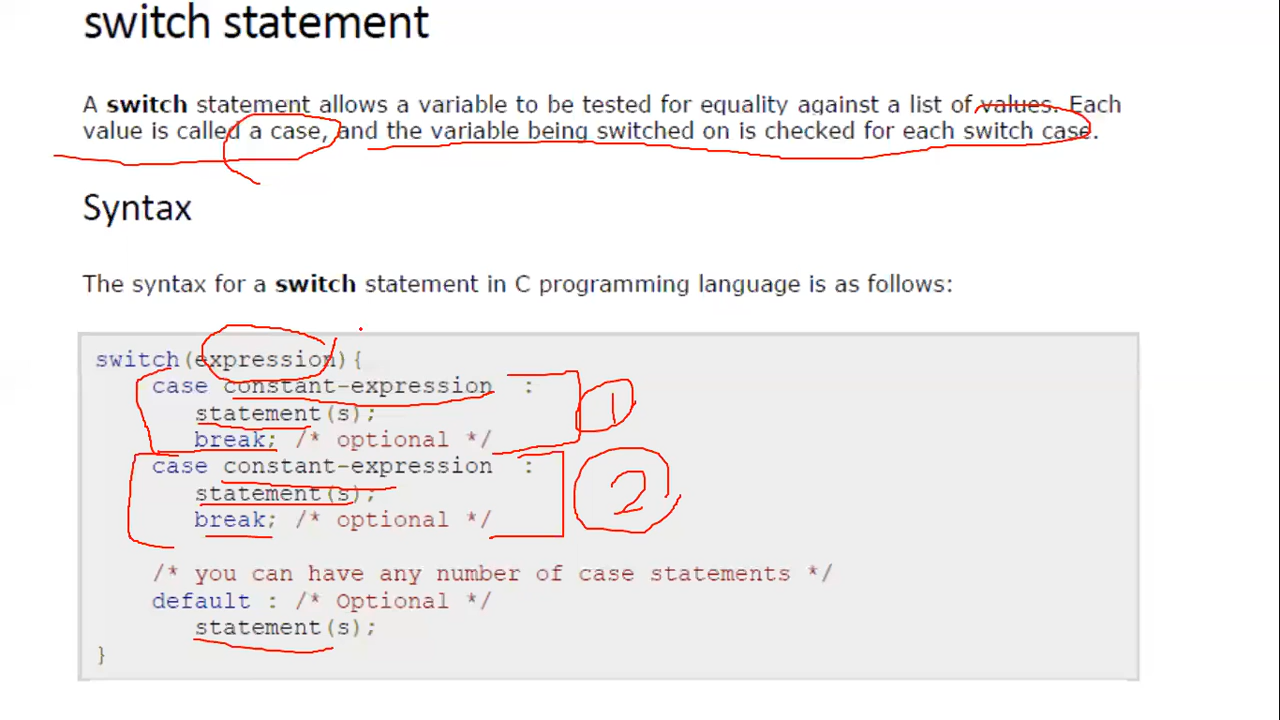 switch statement
A switch statement allows a variable to be tested for equality against a list of values. Each
value is called a case, and the variable being switched on is checked for each switch case.
Syntax
The syntax for a switch statement in C programming language is as follows:
switch(expression){
case constant-expression :
statement(s);
break; /* optional */
1
case constant-expression :
statement(s);
break; /* optional */
2
/* you can have any number of case statements */
default : /* Optional */
statement(s);
}